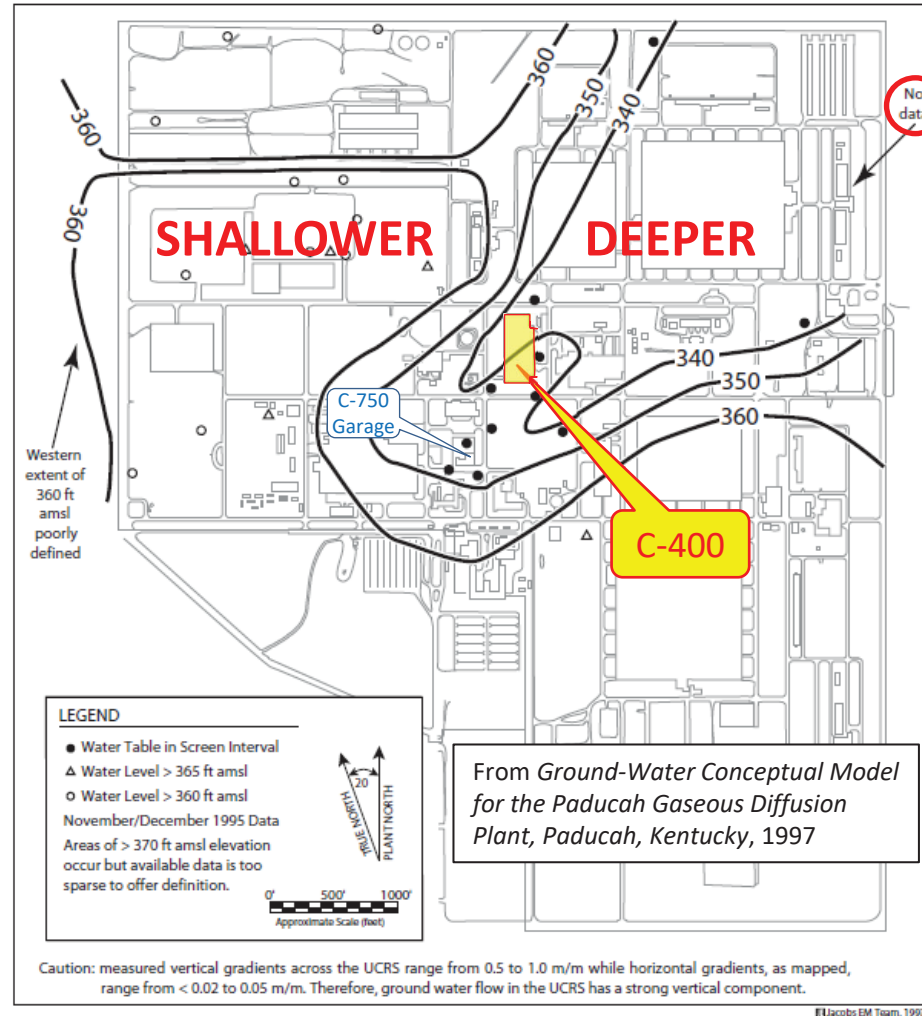 360
350
340
No
data
360
360
SHALLOWER
DEEPER
340
350
360
C-750
Garage
Western
extent of
360 ft
amsl
poorly
defined
C-400
LEGEND
Water Table in Screen Interval
Water Level > 365 ft amsl
Water Level > 360 ft amsl
November/December 1995 Data
Areas of > 370 ft amsl elevation
occur but available data is too
sparse to offer definition.
20
TRUE NORTH
PLANT NORTH
0' 500' 1000'
Approximate Scale (feet)
From Ground-Water Conceptual Model
for the Paducah Gaseous Diffusion
Plant, Paducah, Kentucky, 1997
Caution: measured vertical gradients across the UCRS range from 0.5 to 1.0 m/m while horizontal gradients, as mapped,
range from < 0.02 to 0.05 m/m. Therefore, ground water flow in the UCRS has a strong vertical component.
Jacobs EM Team, 199